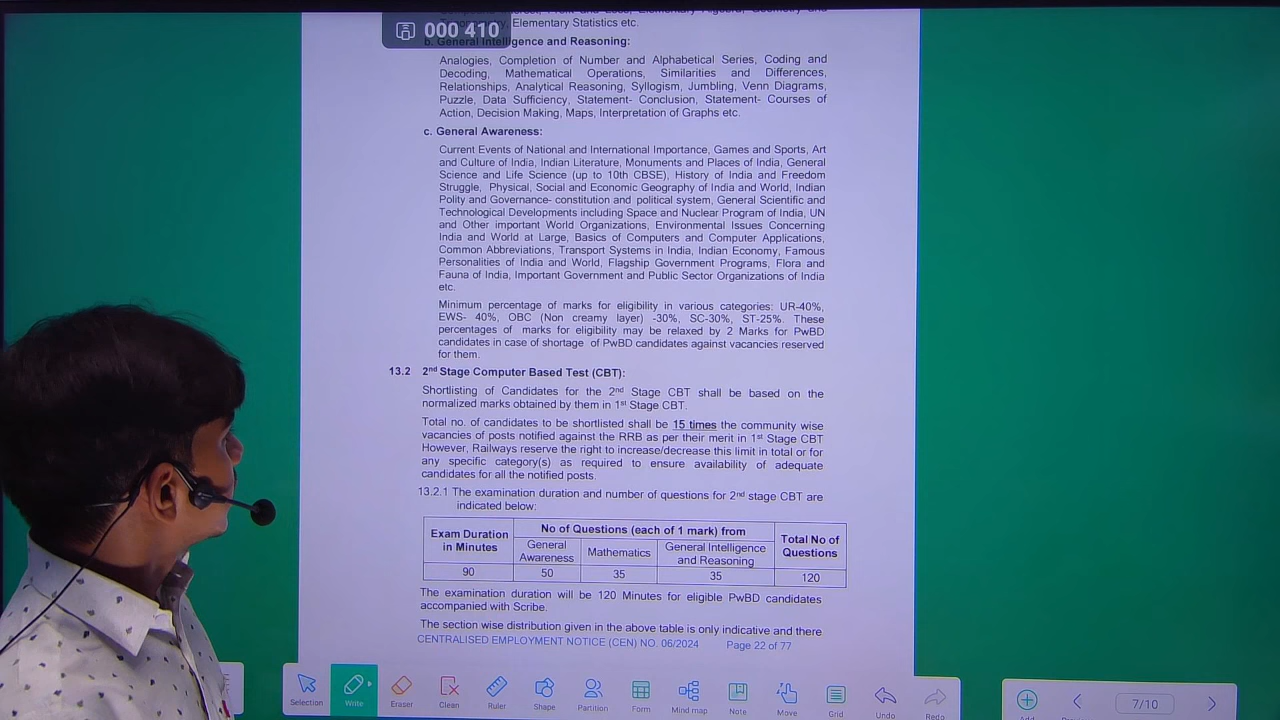 000 410
Elementary Statistics etc.
b. General Intelligence and Reasoning:
Analogies, Completion of Number and Alphabetical Series, Coding and
Decoding, Mathematical Operations, Similarities and Differences,
Relationships, Analytical Reasoning, Syllogism, Jumbling, Venn Diagrams,
Puzzle, Data Sufficiency, Statement- Conclusion, Statement- Courses of
Action, Decision Making, Maps, Interpretation of Graphs etc.
c. General Awareness:
Current Events of National and International Importance, Games and Sports, Art
and Culture of India, Indian Literature, Monuments and Places of India, General
Science and Life Science (up to 10th CBSE), History of India and Freedom
Struggle, Physical, Social and Economic Geography of India and World, Indian
Polity and Governance- constitution and political system, General Scientific and
Technological Developments including Space and Nuclear Program of India, UN
and Other important World Organizations, Environmental Issues Concerning
India and World at Large, Basics of Computers and Computer Applications,
Common Abbreviations, Transport Systems in India, Indian Economy, Famous
Personalities of India and World, Flagship Government Programs, Flora and
Fauna of India, Important Government and Public Sector Organizations of India
etc.
Minimum percentage of marks for eligibility in various categories: UR-40%,
EWS- 40%, OBC (Non creamy layer) -30%, SC-30%, ST-25%. These
percentages of marks for eligibility may be relaxed by 2 Marks for PwBD
candidates in case of shortage of PwBD candidates against vacancies reserved
for them.
13.2 2nd Stage Computer Based Test (CBT):
Shortlisting of Candidates for the 2nd Stage CBT shall be based on the
normalized marks obtained by them in 1st Stage CBT.
Total no. of candidates to be shortlisted shall be 15 times the community wise
vacancies of posts notified against the RRB as per their merit in 1st Stage CBT
However, Railways reserve the right to increase/decrease this limit in total or for
any specific category(s) as required to ensure availability of adequate
candidates for all the notified posts.
13.2.1 The examination duration and number of questions for 2nd stage CBT are
indicated below:
Exam Duration in Minutes
No of Questions (each of 1 mark) from
Total No of Questions
General Awareness
Mathematics
General Intelligence and Reasoning
90 50 35 35 120
The examination duration will be 120 Minutes for eligible PwBD candidates
accompanied with Scribe.
The section wise distribution given in the above table is only indicative and there
CENTRALISED EMPLOYMENT NOTICE (CEN) NO. 06/2024 Page 22 of 77
Selection Write Eraser Clean Ruler Shape Partition Form Mind map Note Move Grid Undo Redo
7/10